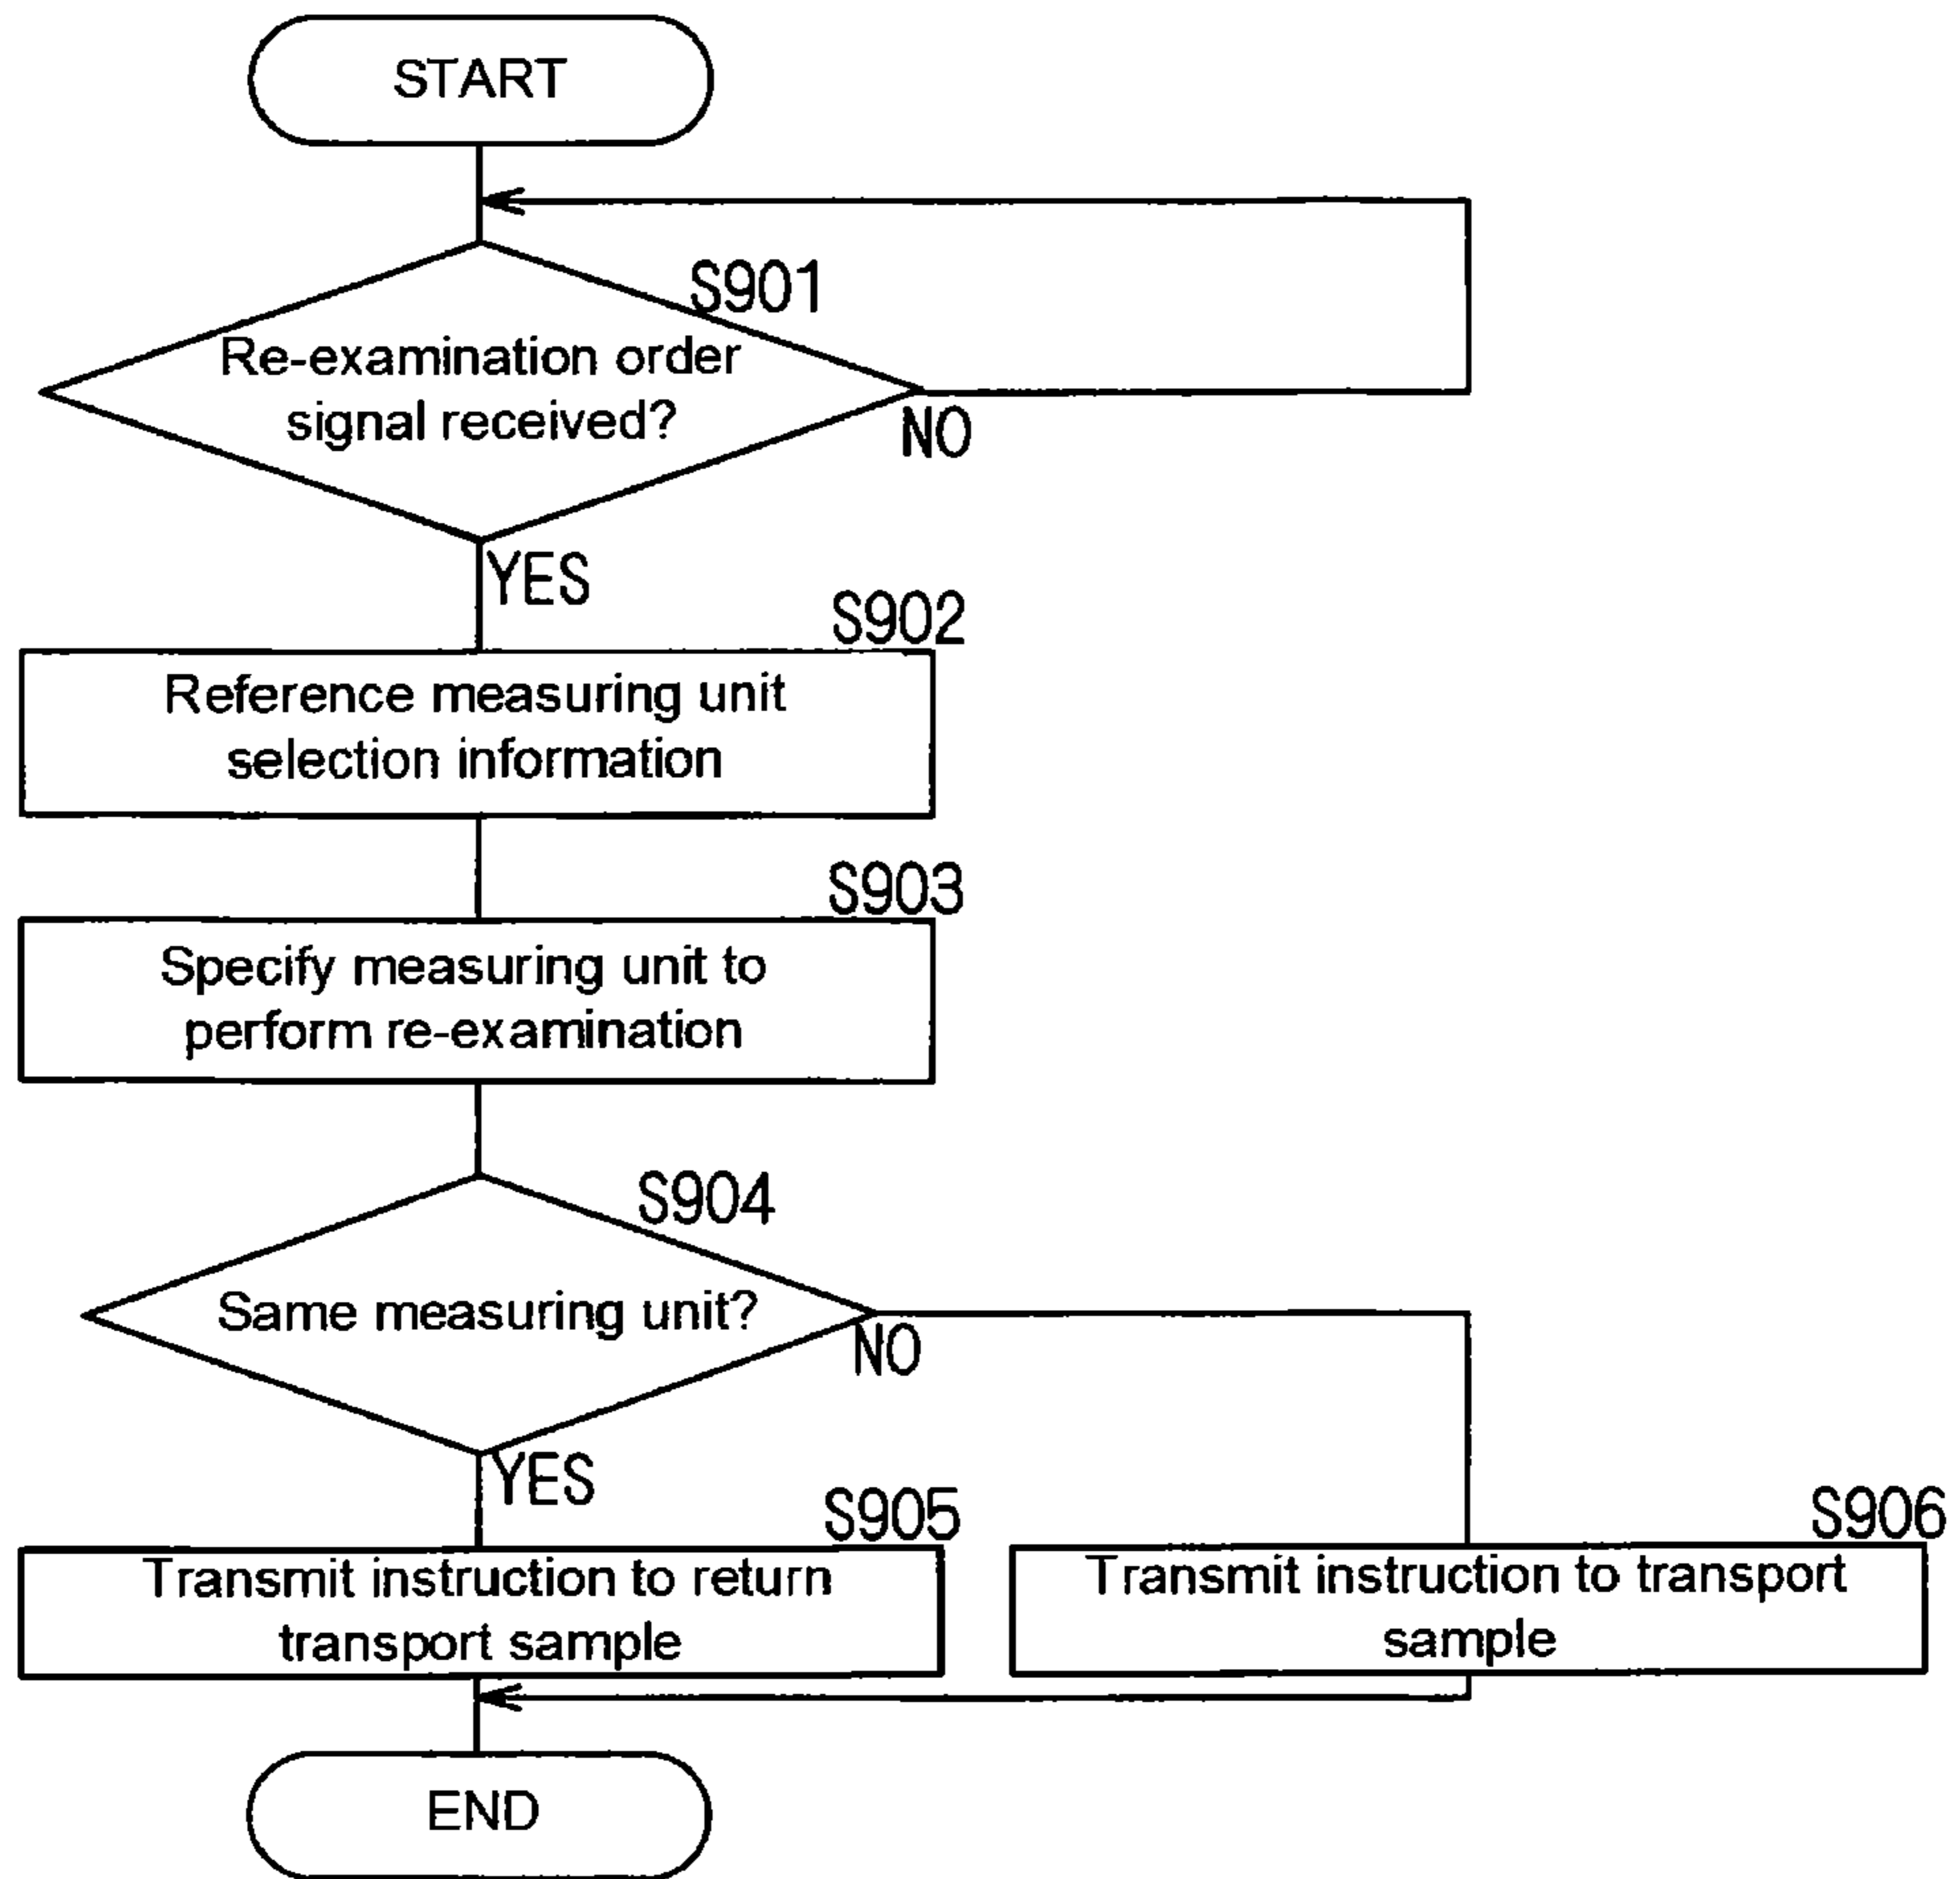 START
S901
Re-examination order
signal received?
NO
YES
S902
Reference measuring unit
selection information
S903
Specify measuring unit to
perform re-examination
S904
Same measuring unit?
NO
YES
S905
Transmit instruction to return
transport sample
S906
Transmit instruction to transport
sample
END